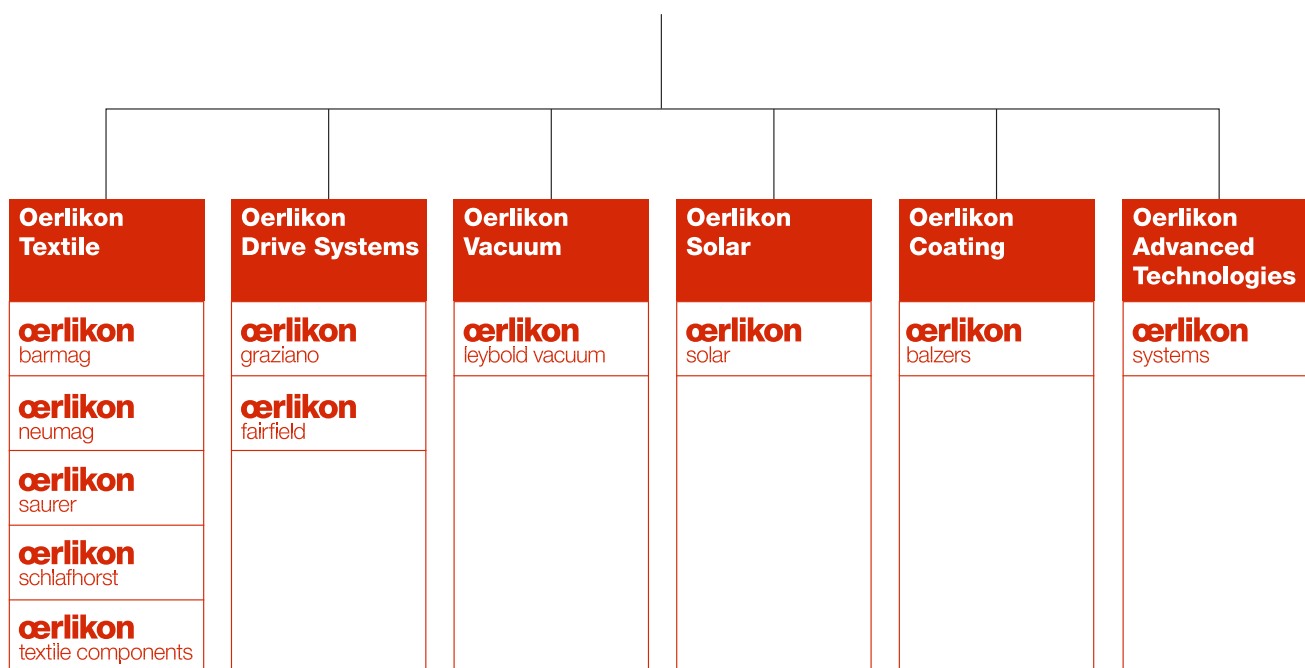 Oerlikon
Textile
œrlikon
barmag
œrlikon
neumag
œrlikon
saurer
œrlikon
schlafhorst
œrlikon
textile components
Oerlikon
Drive Systems
œrlikon
graziano
œrlikon
fairfield
Oerlikon
Vacuum
œrlikon
leybold vacuum
Oerlikon
Solar
œrlikon
solar
Oerlikon
Coating
œrlikon
balzers
Oerlikon
Advanced
Technologies
œrlikon
systems